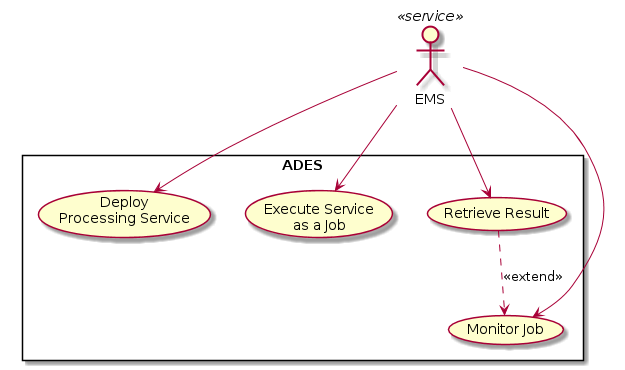 «service»
EMS
ADES
Deploy
Processing Service
Execute Service
as a Job
Retrieve Result
«extend»
Monitor Job